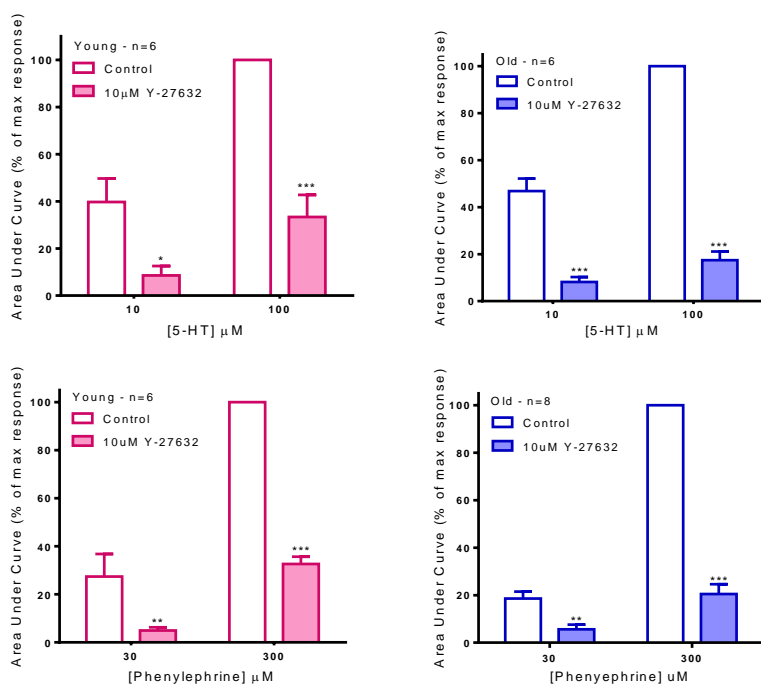 Area Under Curve (% of max response)
Young - n=6
Control
10μM Y-27632
100
80
60
40
20
0
*
***
10
100
[5-HT] μM
Area Under Curve (% of max response)
Old - n=6
Control
10uM Y-27632
100
80
60
40
20
0
***
***
10
100
[5-HT] μM
Area Under Curve (% of max response)
Young - n=6
Control
10uM Y-27632
100
80
60
40
20
0
**
***
30
300
[Phenylephrine] μM
Area Under Curve (% of max response)
Old - n=8
Control
10uM Y-27632
100
80
60
40
20
0
**
***
30
300
[Phenyephrine] uM